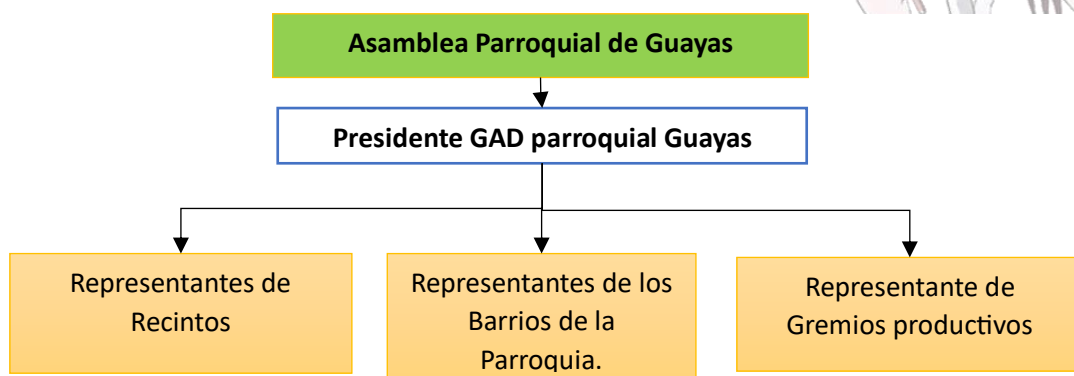 Asamblea Parroquial de Guayas
Presidente GAD parroquial Guayas
Representantes de
Recintos
Representantes de los
Barrios de la
Parroquia.
Representante de
Gremios productivos